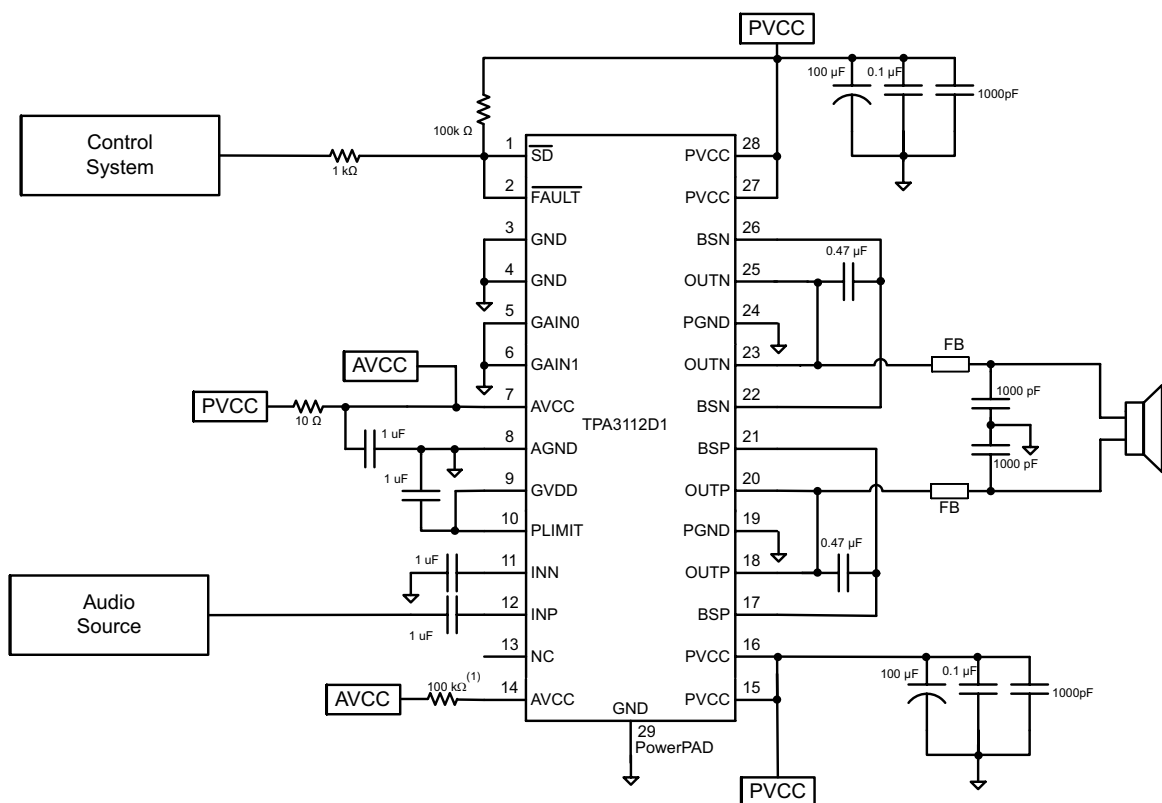 PVCC
100 µF
0.1 µF
1000pF
100k Ω
Control
System
1 kΩ
1
SD
2
FAULT
3
GND
4
GND
5
GAIN0
6
GAIN1
AVCC
PVCC
10 Ω
7
AVCC
1 uF
8
AGND
1 uF
9
GVDD
10
PLIMIT
1 uF
11
INN
Audio
Source
12
INP
1 uF
13
NC
AVCC
100 kΩ(1)
14
AVCC
TPA3112D1
GND
29
PowerPAD
28
PVCC
27
PVCC
26
BSN
0.47 µF
25
OUTN
24
PGND
23
OUTN
FB
22
BSN
1000 pF
21
BSP
1000 pF
20
OUTP
FB
19
PGND
0.47 µF
18
OUTP
17
BSP
16
PVCC
15
PVCC
100 µF
0.1 µF
1000pF
PVCC